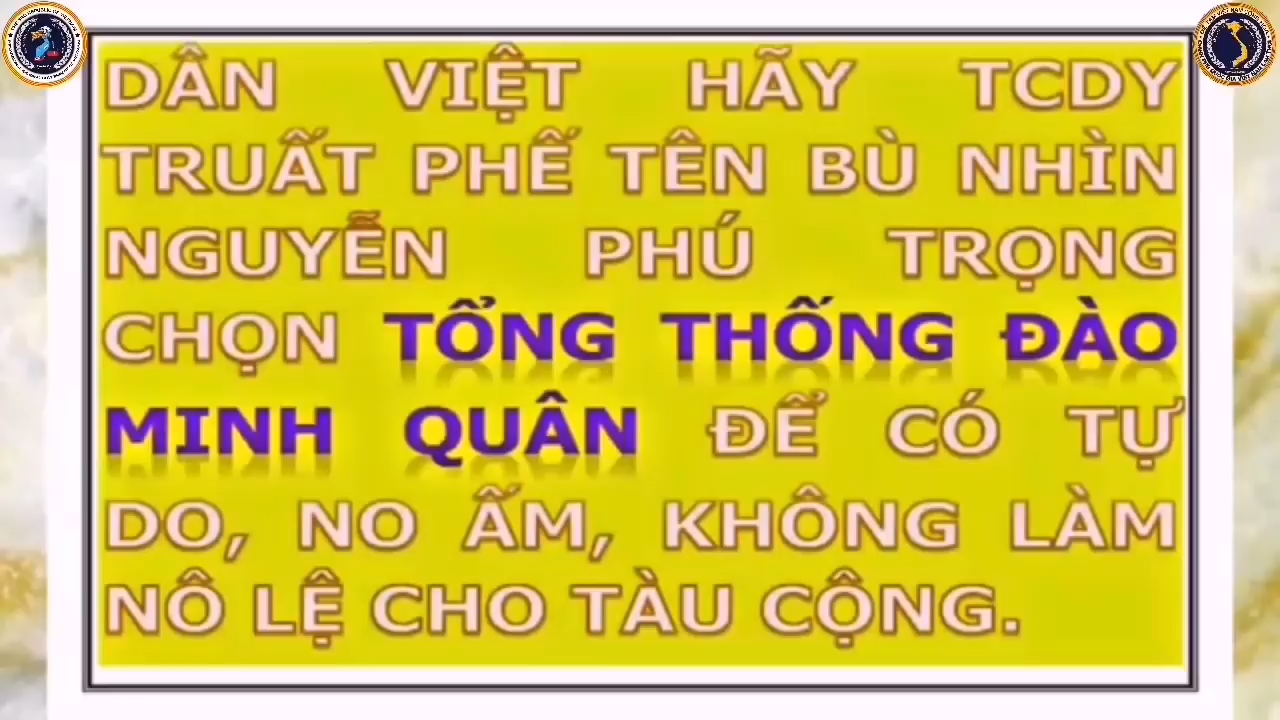 DÂN VIỆT HÃY TCDY
TRUẤT PHẾ TÊN BÙ NHÌN
NGUYỄN PHÚ TRỌNG
CHỌN TỔNG THỐNG ĐÀO
MINH QUÂN ĐỂ CÓ TỰ
DO, NO ẤM, KHÔNG LÀM
NÔ LỆ CHO TÀU CỘNG.